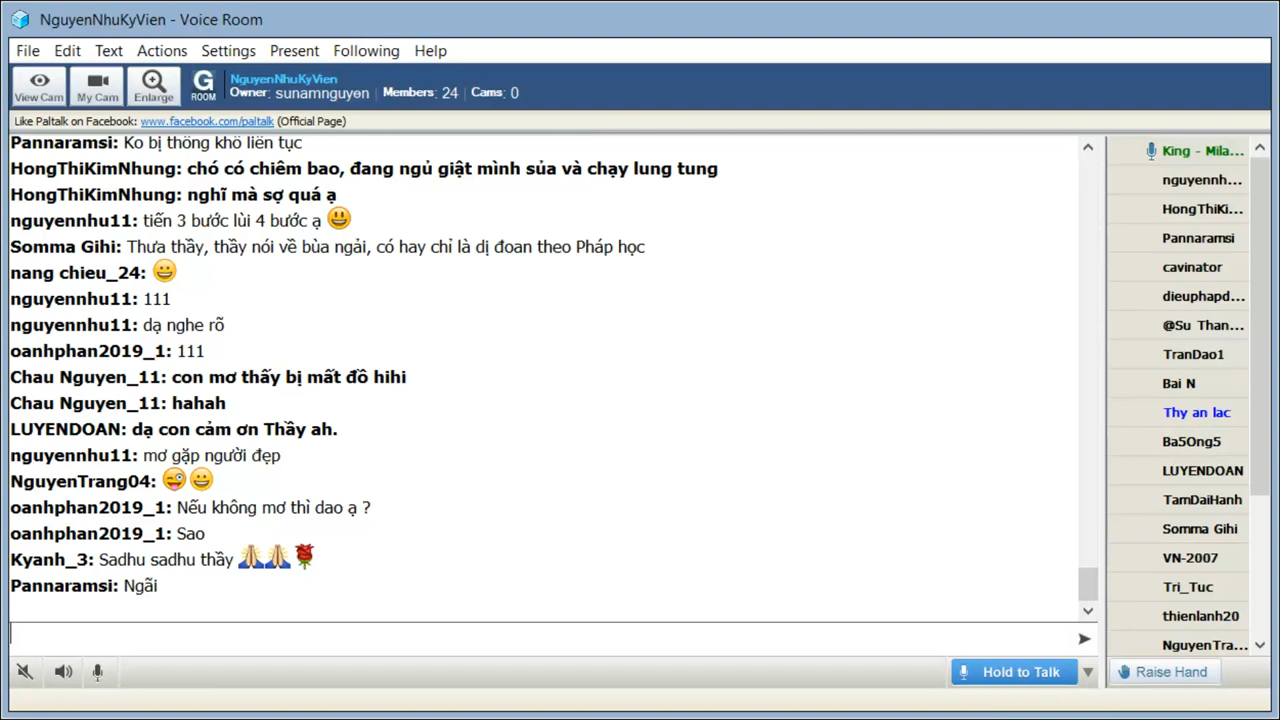 NguyenNhuKyVien - Voice Room
File Edit Text Actions Settings Present Following Help
View Cam My Cam Enlarge G ROOM NguyenNhuKyVien
Owner: sunamnguyen Members: 24 Cams: 0
Like Paltalk on Facebook: www.facebook.com/paltalk (Official Page)
Pannaramsi: Ko bị thống khổ liên tục
HongThiKimNhung: chó có chiêm bao, đang ngủ giật mình sủa và chạy lung tung
HongThiKimNhung: nghĩ mà sợ quá ạ
nguyennhu11: tiến 3 bước lùi 4 bước ạ
Somma Gihi: Thưa thầy, thầy nói về bùa ngải, có hay chỉ là dị đoan theo Pháp học
nang chieu_24:
nguyennhu11: 111
nguyennhu11: dạ nghe rõ
oanhphan2019_1: 111
Chau Nguyen_11: con mơ thấy bị mất đồ hihi
Chau Nguyen_11: hahah
LUYENDOAN: dạ con cảm ơn Thầy ah.
nguyennhu11: mơ gặp người đẹp
NguyenTrang04:
oanhphan2019_1: Nếu không mơ thì dao ạ ?
oanhphan2019_1: Sao
Kyanh_3: Sadhu sadhu thầy
Pannaramsi: Ngãi
King - Mila...
nguyennh...
HongThiKi...
Pannaramsi
cavinator
dieuphapd...
@Su Than...
TranDao1
Bai N
Thy an lac
Ba5Ong5
LUYENDOAN
TamDaiHanh
Somma Gihi
VN-2007
Tri_Tuc
thienlanh20
NguyenTra...
Hold to Talk
Raise Hand